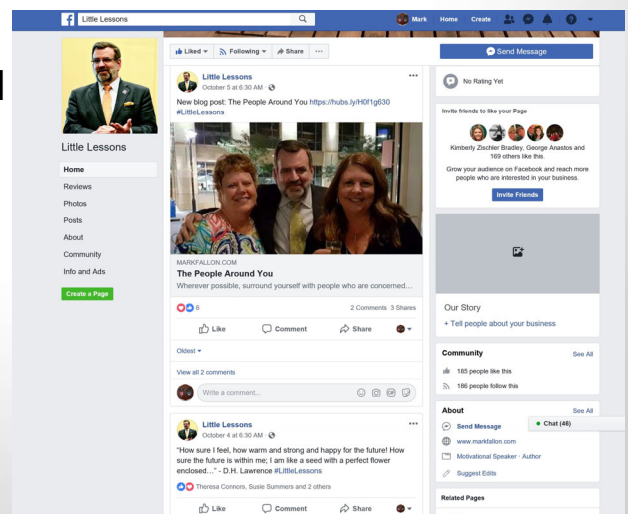 Little Lessons
Mark
Home
Create
Liked
Following
Share
Send Message
Little Lessons
Home
Reviews
Photos
Posts
About
Community
Info and Ads
Create a Page
Little Lessons
October 5 at 6:30 AM ·
New blog post: The People Around You https://hubs.ly/H0f1g630
#LittleLessons
MARKFALLON.COM
The People Around You
Wherever possible, surround yourself with people who are concerned...
6
2 Comments 3 Shares
Like
Comment
Share
Oldest
View all 2 comments
Write a comment...
GIF
Little Lessons
October 4 at 6:30 AM ·
"How sure I feel, how warm and strong and happy for the future! How
sure the future is within me; I am like a seed with a perfect flower
enclosed…" - D.H. Lawrence #LittleLessons
Theresa Connors, Susie Summers and 2 others
Like
Comment
Share
No Rating Yet
Invite friends to like your Page
Kimberly Zischler Bradley, George Anastos and
169 others like this.
Grow your audience on Facebook and reach more
people who are interested in your business.
Invite Friends
Our Story
+ Tell people about your business
Community
See All
185 people like this
186 people follow this
About
See All
Send Message
Chat (46)
www.markfallon.com
Motivational Speaker · Author
Suggest Edits
Related Pages